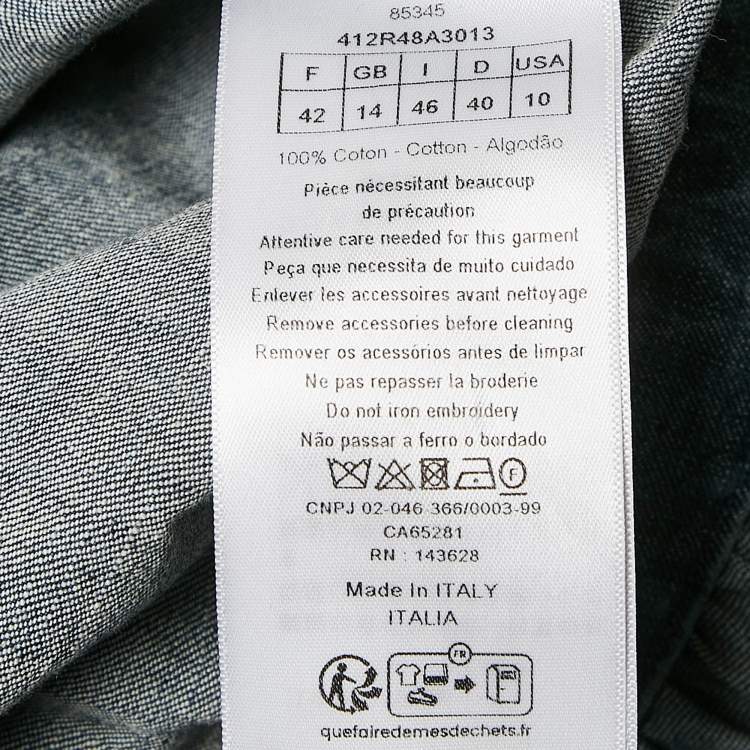 85345
412R48A3013
F GB I D USA
42 14 46 40 10
100% Coton - Cotton - Algodão
Pièce nécessitant beaucoup
de précaution
Attentive care needed for this garment
Peça que necessita de muito cuidado
Enlever les accessoires avant nettoyage
Remove accessories before cleaning
Remover os acessórios antes de limpar
Ne pas repasser la broderie
Do not iron embroidery
Não passar a ferro o bordado
F
CNPJ 02-046 366/0003-99
CA65281
RN : 143628
Made In ITALY
ITALIA
FR
quefairedemesdechets.fr